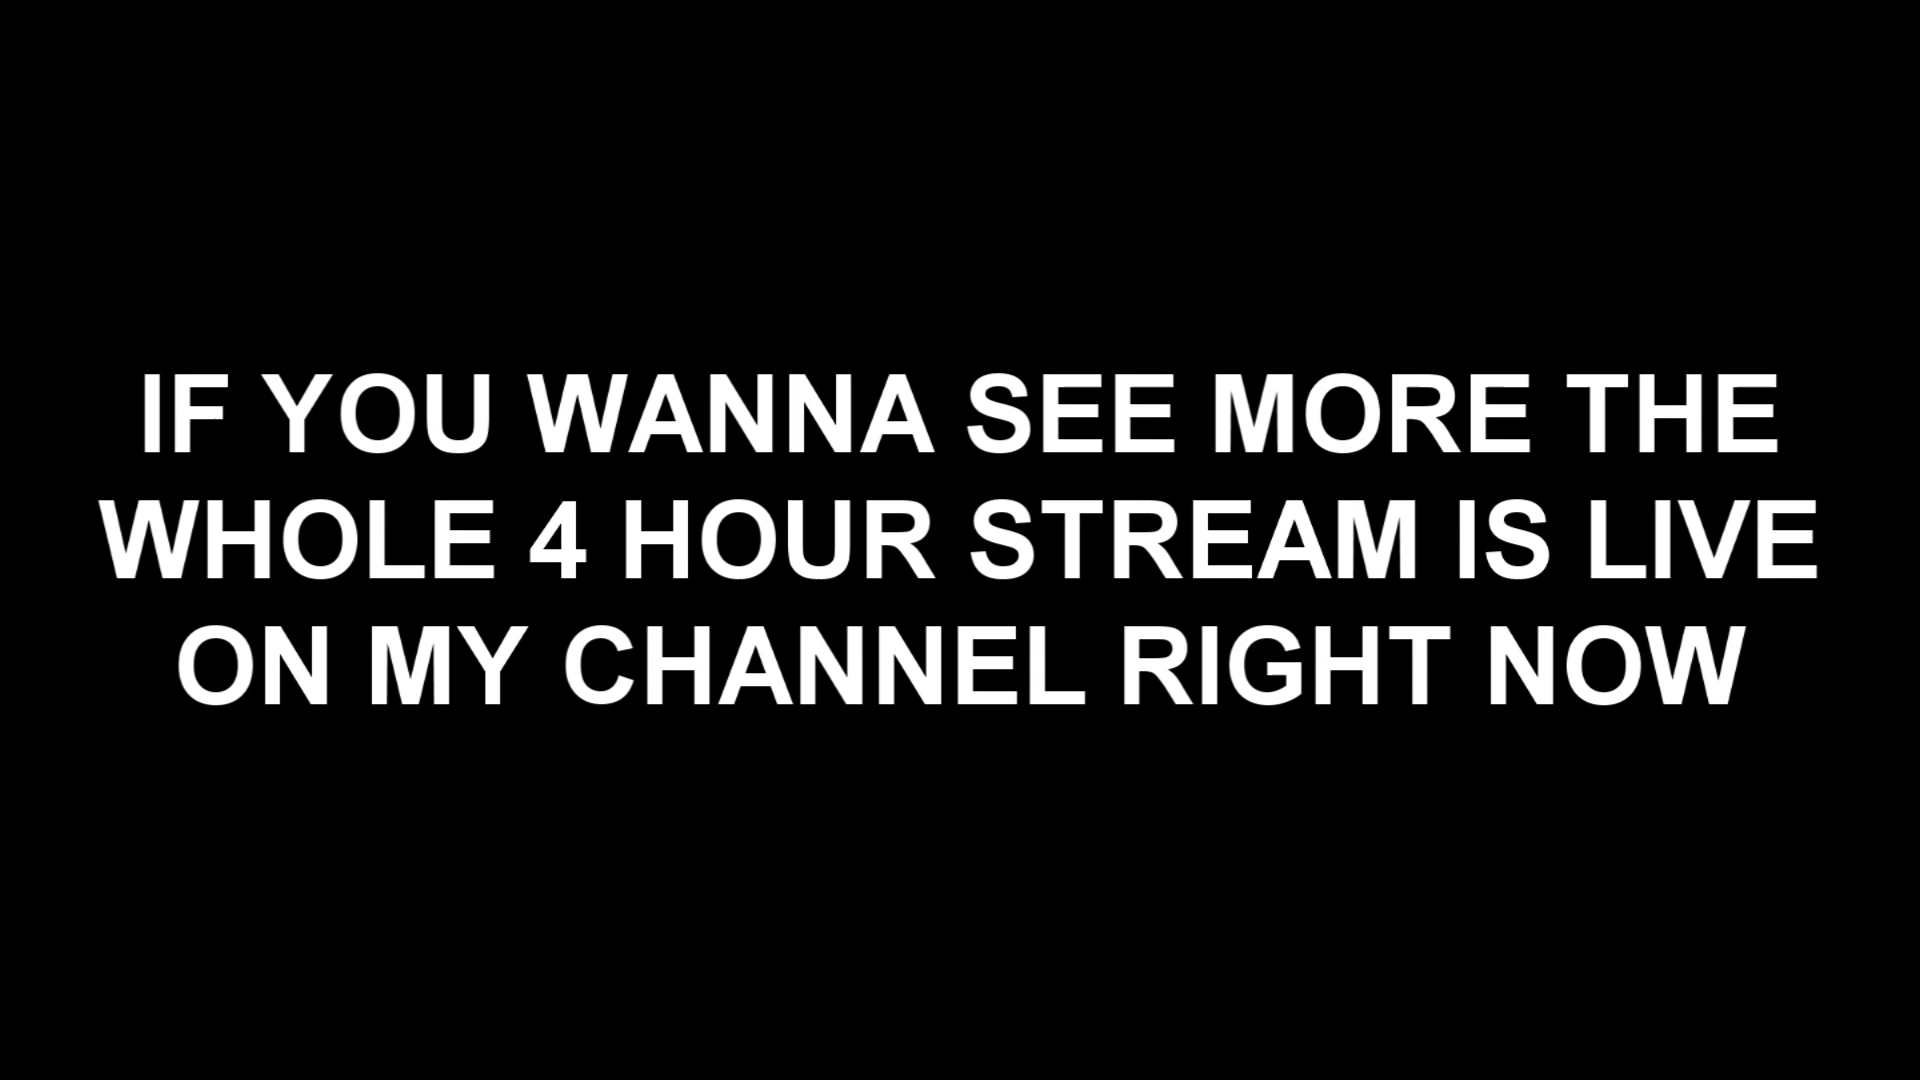 IF YOU WANNA SEE MORE THE
WHOLE 4 HOUR STREAM IS LIVE
ON MY CHANNEL RIGHT NOW